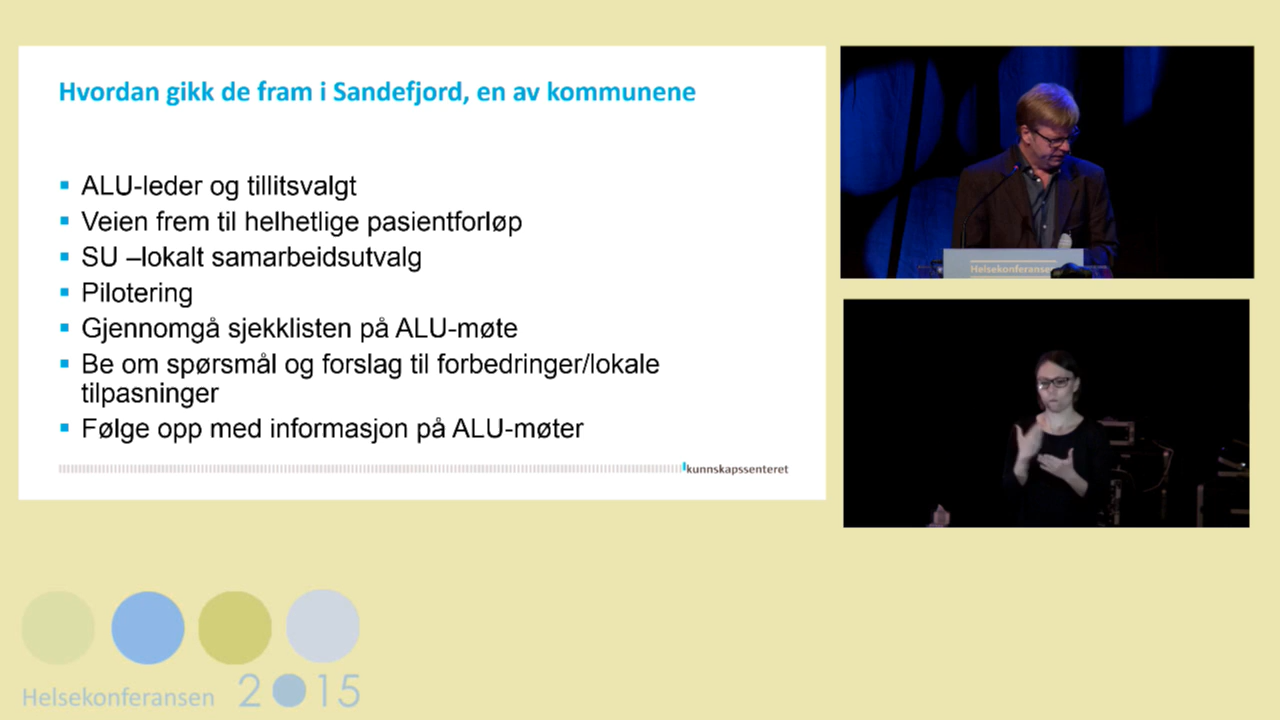 Hvordan gikk de fram i Sandefjord, en av kommunene
ALU-leder og tillitsvalgt
Veien frem til helhetlige pasientforløp
SU –lokalt samarbeidsutvalg
Pilotering
Gjennomgå sjekklisten på ALU-møte
Be om spørsmål og forslag til forbedringer/lokale
tilpasninger
Følge opp med informasjon på ALU-møter
kunnskapssenteret
Helsekonferansen
Helsekonferansen 2015